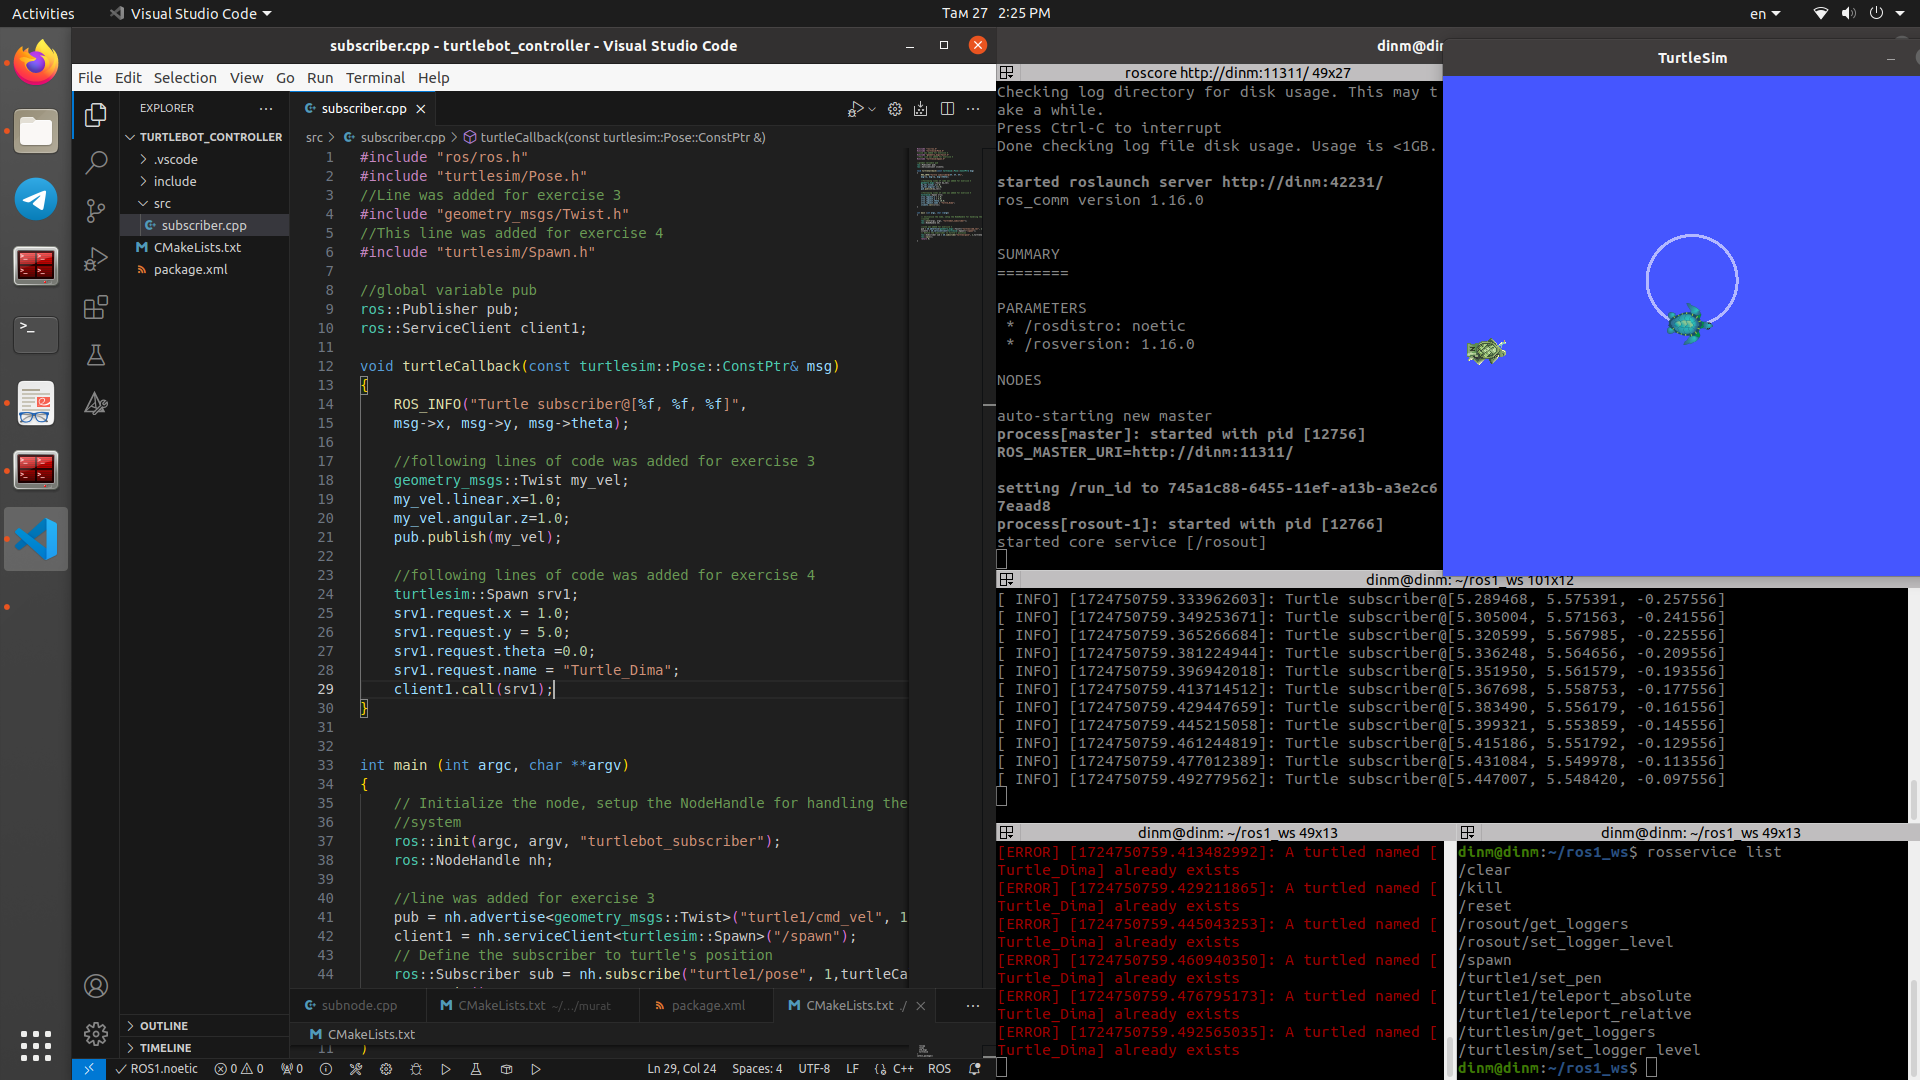 Activities
Visual Studio Code
Там 27 2:25 PM
en
subscriber.cpp - turtlebot_controller - Visual Studio Code
File Edit Selection View Go Run Terminal Help
EXPLORER
TURTLEBOT_CONTROLLER
.vscode
include
src
subscriber.cpp
CMakeLists.txt
package.xml
OUTLINE
TIMELINE
subscriber.cpp
src > subscriber.cpp > turtleCallback(const turtlesim::Pose::ConstPtr &)
1 #include "ros/ros.h"
2 #include "turtlesim/Pose.h"
3 //Line was added for exercise 3
4 #include "geometry_msgs/Twist.h"
5 //This line was added for exercise 4
6 #include "turtlesim/Spawn.h"
7
8 //global variable pub
9 ros::Publisher pub;
10 ros::ServiceClient client1;
11
12 void turtleCallback(const turtlesim::Pose::ConstPtr& msg)
13 {
14 ROS_INFO("Turtle subscriber@[%f, %f, %f]",
15 msg->x, msg->y, msg->theta);
16
17 //following lines of code was added for exercise 3
18 geometry_msgs::Twist my_vel;
19 my_vel.linear.x=1.0;
20 my_vel.angular.z=1.0;
21 pub.publish(my_vel);
22
23 //following lines of code was added for exercise 4
24 turtlesim::Spawn srv1;
25 srv1.request.x = 1.0;
26 srv1.request.y = 5.0;
27 srv1.request.theta =0.0;
28 srv1.request.name = "Turtle_Dima";
29 client1.call(srv1);
30 }
31
32
33 int main (int argc, char **argv)
34 {
35 // Initialize the node, setup the NodeHandle for handling the
36 //system
37 ros::init(argc, argv, "turtlebot_subscriber");
38 ros::NodeHandle nh;
39
40 //line was added for exercise 3
41 pub = nh.advertise<geometry_msgs::Twist>("turtle1/cmd_vel", 1
42 client1 = nh.serviceClient<turtlesim::Spawn>("/spawn");
43 // Define the subscriber to turtle's position
44 ros::Subscriber sub = nh.subscribe("turtle1/pose", 1,turtleCa
subnode.cpp
CMakeLists.txt ~/.../murat
package.xml
CMakeLists.txt ./
CMakeLists.txt
11 )
ROS1.noetic
0 0
0
Ln 29, Col 24
Spaces: 4
UTF-8
LF
C++
ROS
dinm@di
roscore http://dinm:11311/ 49x27
Checking log directory for disk usage. This may t
ake a while.
Press Ctrl-C to interrupt
Done checking log file disk usage. Usage is <1GB.
started roslaunch server http://dinm:42231/
ros_comm version 1.16.0
SUMMARY
========
PARAMETERS
* /rosdistro: noetic
* /rosversion: 1.16.0
NODES
auto-starting new master
process[master]: started with pid [12756]
ROS_MASTER_URI=http://dinm:11311/
setting /run_id to 745a1c88-6455-11ef-a13b-a3e2c6
7eaad8
process[rosout-1]: started with pid [12766]
started core service [/rosout]
TurtleSim
dinm@dinm: ~/ros1_ws 101x12
[ INFO] [1724750759.333962603]: Turtle subscriber@[5.289468, 5.575391, -0.257556]
[ INFO] [1724750759.349253671]: Turtle subscriber@[5.305004, 5.571563, -0.241556]
[ INFO] [1724750759.365266684]: Turtle subscriber@[5.320599, 5.567985, -0.225556]
[ INFO] [1724750759.381224944]: Turtle subscriber@[5.336248, 5.564656, -0.209556]
[ INFO] [1724750759.396942018]: Turtle subscriber@[5.351950, 5.561579, -0.193556]
[ INFO] [1724750759.413714512]: Turtle subscriber@[5.367698, 5.558753, -0.177556]
[ INFO] [1724750759.429447659]: Turtle subscriber@[5.383490, 5.556179, -0.161556]
[ INFO] [1724750759.445215058]: Turtle subscriber@[5.399321, 5.553859, -0.145556]
[ INFO] [1724750759.461244819]: Turtle subscriber@[5.415186, 5.551792, -0.129556]
[ INFO] [1724750759.477012389]: Turtle subscriber@[5.431084, 5.549978, -0.113556]
[ INFO] [1724750759.492779562]: Turtle subscriber@[5.447007, 5.548420, -0.097556]
dinm@dinm: ~/ros1_ws 49x13
[ERROR] [1724750759.413482992]: A turtled named [
Turtle_Dima] already exists
[ERROR] [1724750759.429211865]: A turtled named [
Turtle_Dima] already exists
[ERROR] [1724750759.445043253]: A turtled named [
Turtle_Dima] already exists
[ERROR] [1724750759.460940350]: A turtled named [
Turtle_Dima] already exists
[ERROR] [1724750759.476795173]: A turtled named [
Turtle_Dima] already exists
[ERROR] [1724750759.492565035]: A turtled named [
Turtle_Dima] already exists
dinm@dinm: ~/ros1_ws 49x13
dinm@dinm:~/ros1_ws$ rosservice list
/clear
/kill
/reset
/rosout/get_loggers
/rosout/set_logger_level
/spawn
/turtle1/set_pen
/turtle1/teleport_absolute
/turtle1/teleport_relative
/turtlesim/get_loggers
/turtlesim/set_logger_level
dinm@dinm:~/ros1_ws$